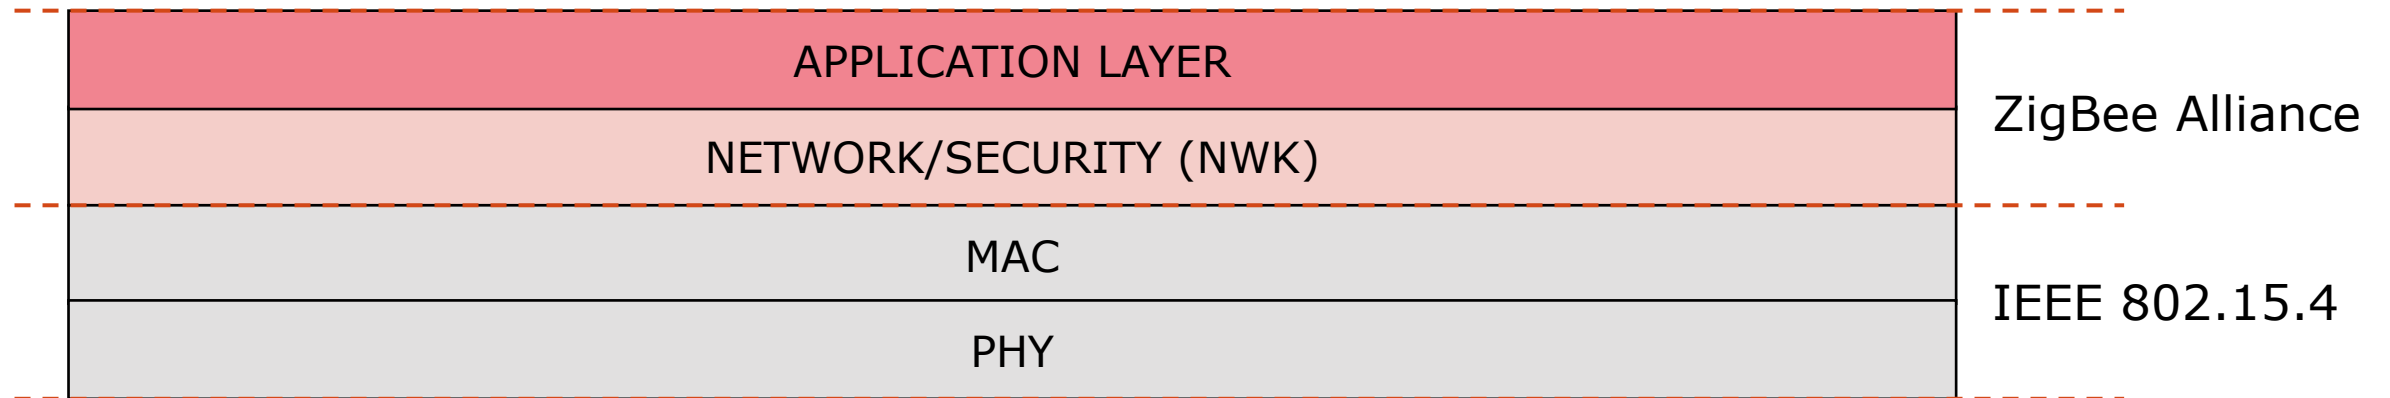 APPLICATION LAYER
ZigBee Alliance
NETWORK/SECURITY (NWK)
MAC
IEEE 802.15.4
PHY